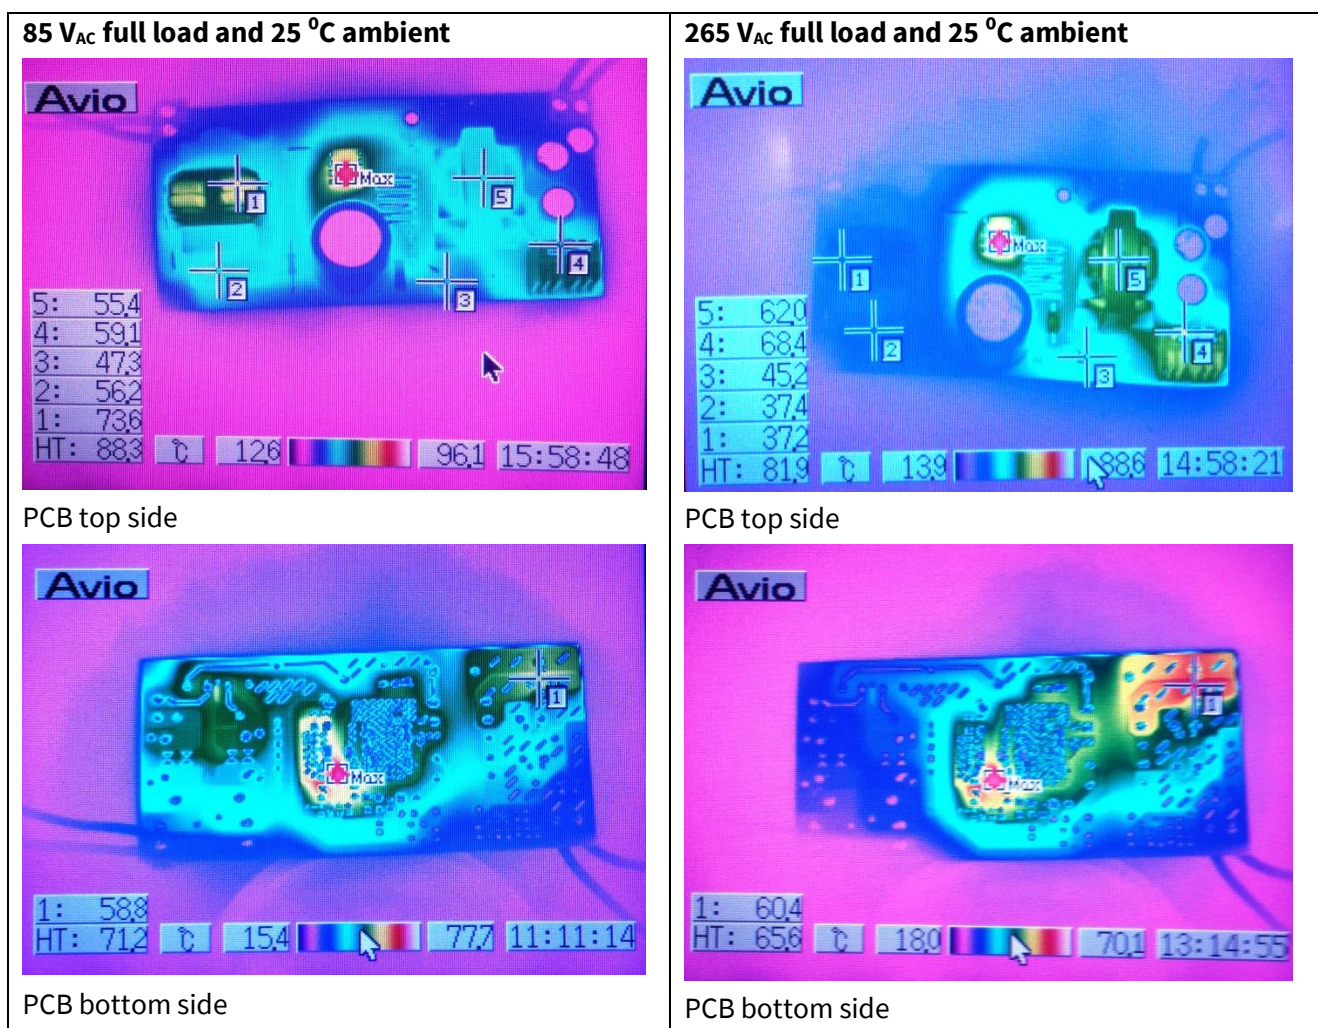 85 VAC full load and 25 ⁰C ambient
Avio
Max
1
5
4
2
3
5: 55.4
4: 59.1
3: 47.3
2: 56.2
1: 73.6
HT: 88.3 ℃ 12.6 96.1 15:58:48
PCB top side
265 VAC full load and 25 ⁰C ambient
Avio
Max
1
5
2
4
3
5: 62.0
4: 68.4
3: 45.2
2: 37.4
1: 37.2
HT: 81.9 ℃ 13.9 88.6 14:58:21
PCB top side
Avio
1
Max
1: 58.8
HT: 71.2 ℃ 15.4 77.7 11:11:14
PCB bottom side
Avio
1
Max
1: 60.4
HT: 65.6 ℃ 18.0 70.1 13:14:55
PCB bottom side